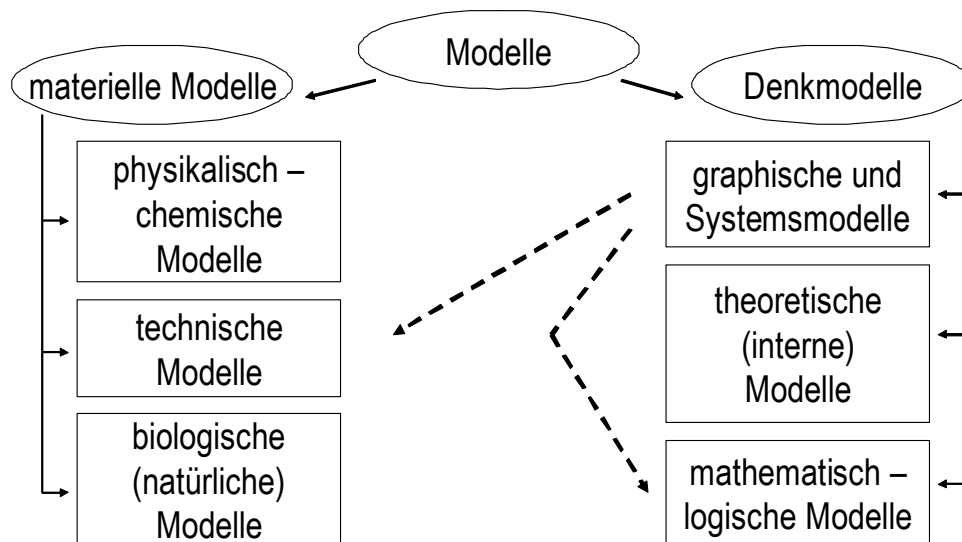 Modelle
materielle Modelle
Denkmodelle
physikalisch –
chemische
Modelle
technische
Modelle
biologische
(natürliche)
Modelle
graphische und
Systemsmodelle
theoretische
(interne)
Modelle
mathematisch –
logische Modelle